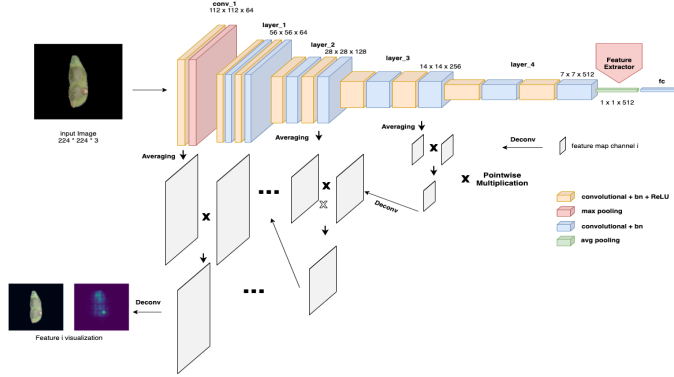 conv_1
112 x 112 x 64
layer_1
56 x 56 x 64
layer_2
28 x 28 x 128
layer_3
14 x 14 x 256
layer_4
7 x 7 x 512
Feature
Extractor
fc
1 x 1 x 512
input Image
224 * 224 * 3
Averaging
Averaging
Averaging
Deconv
feature map channel i
X
X
X
X
X
Pointwise
Multiplication
Deconv
convolutional + bn + ReLU
max pooling
convolutional + bn
avg pooling
Deconv
Feature i visualization